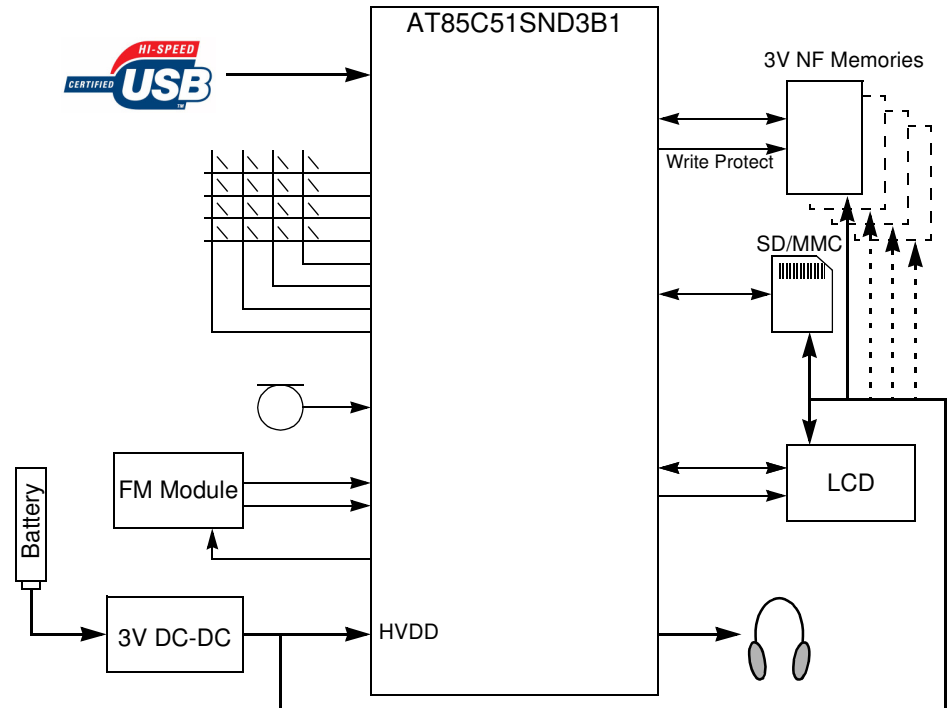 AT85C51SND3B1
HI-SPEED
CERTIFIED
USB
TM
3V NF Memories
Write Protect
SD/MMC
FM Module
LCD
Battery
3V DC-DC
HVDD